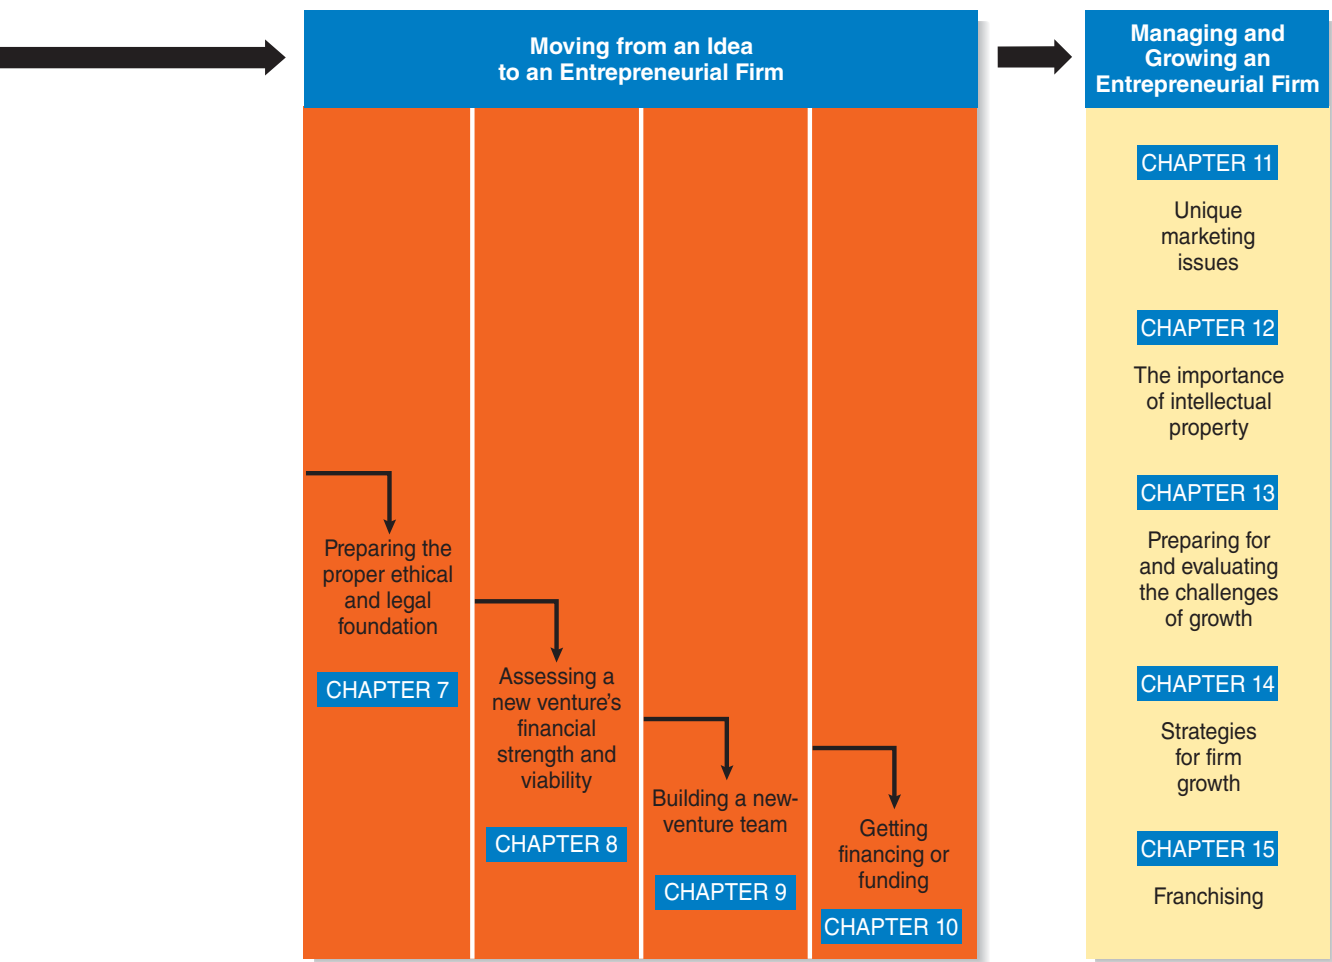 Moving from an Idea
to an Entrepreneurial Firm
Preparing the
proper ethical
and legal
foundation
CHAPTER 7
Assessing a
new venture’s
financial
strength and
viability
CHAPTER 8
Building a new-
venture team
CHAPTER 9
Getting
financing or
funding
CHAPTER 10
Managing and
Growing an
Entrepreneurial Firm
CHAPTER 11
Unique
marketing
issues
CHAPTER 12
The importance
of intellectual
property
CHAPTER 13
Preparing for
and evaluating
the challenges
of growth
CHAPTER 14
Strategies
for firm
growth
CHAPTER 15
Franchising